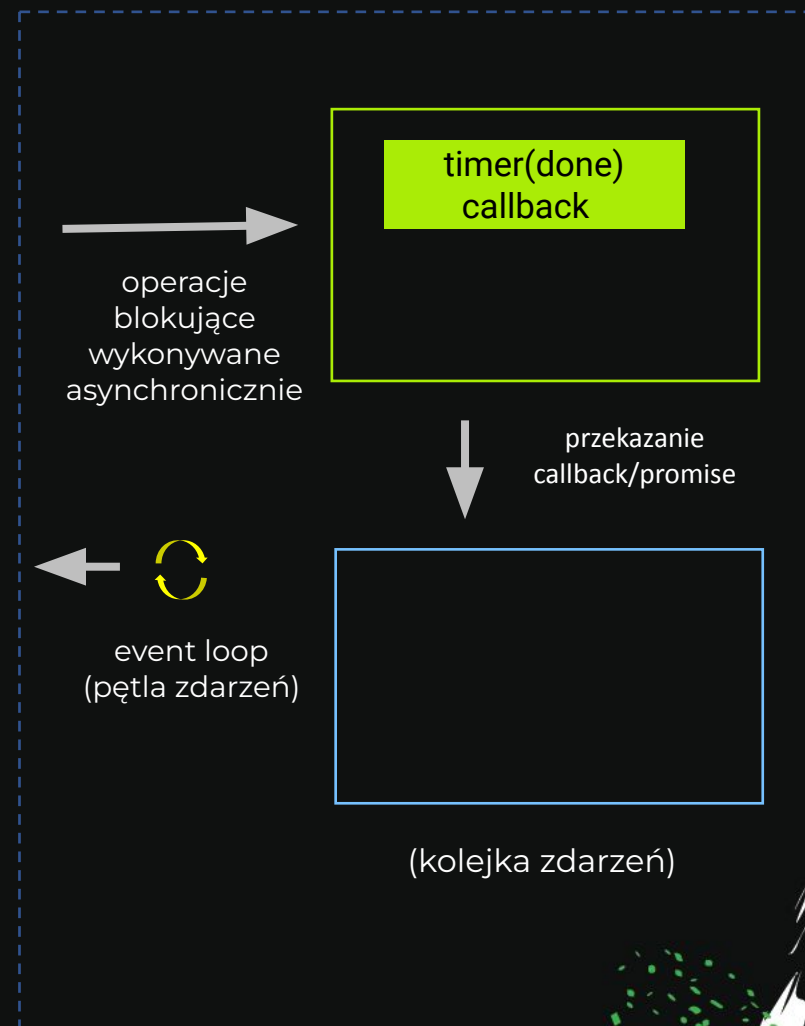 timer(done)
callback
operacje
blokujące
wykonywane
asynchronicznie
przekazanie
callback/promise
event loop
(pętla zdarzeń)
(kolejka zdarzeń)